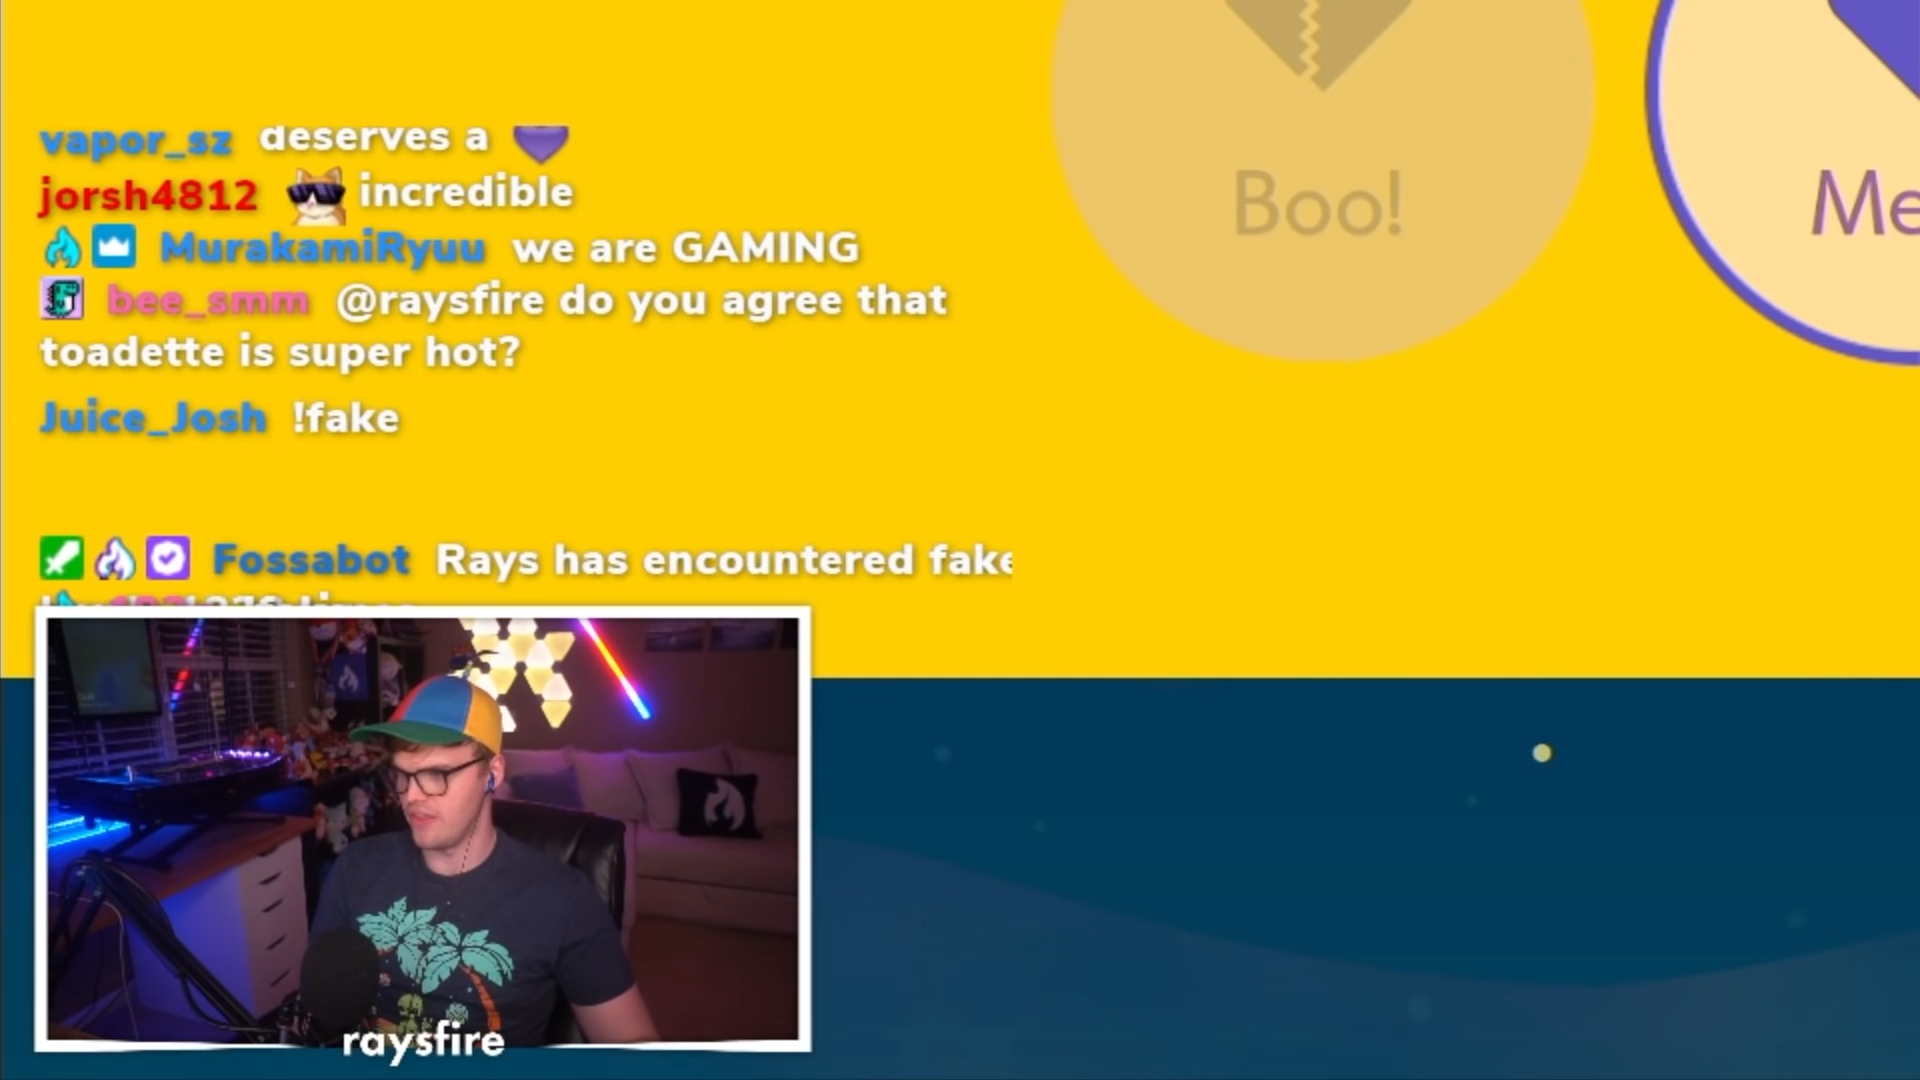 vapor_sz deserves a
jorsh4812 incredible
MurakamiRyuu we are GAMING
bee_smm @raysfire do you agree that
toadette is super hot?
Juice_Josh !fake
Fossabot Rays has encountered fake
Boo!
Me
raysfire